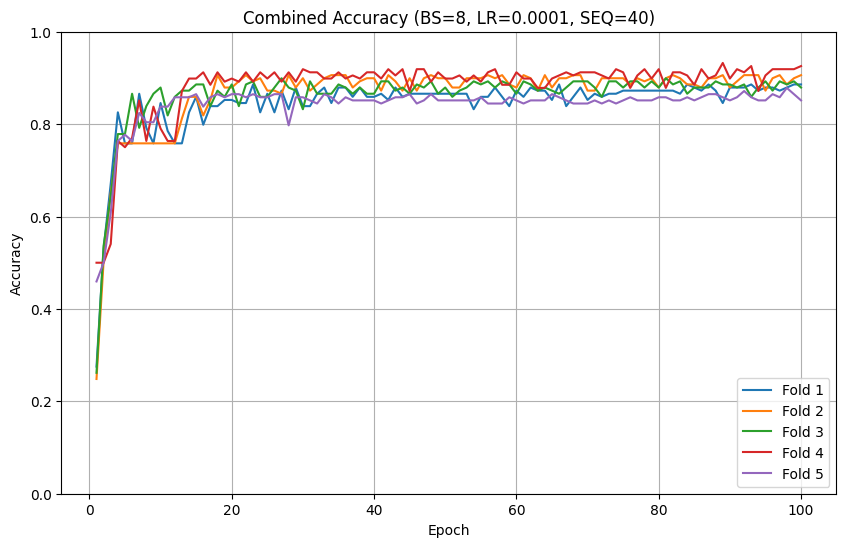 Combined Accuracy (BS=8, LR=0.0001, SEQ=40)
1.0
0.8
0.6
0.4
0.2
0.0
Accuracy
0 20 40 60 80 100
Epoch
Fold 1
Fold 2
Fold 3
Fold 4
Fold 5